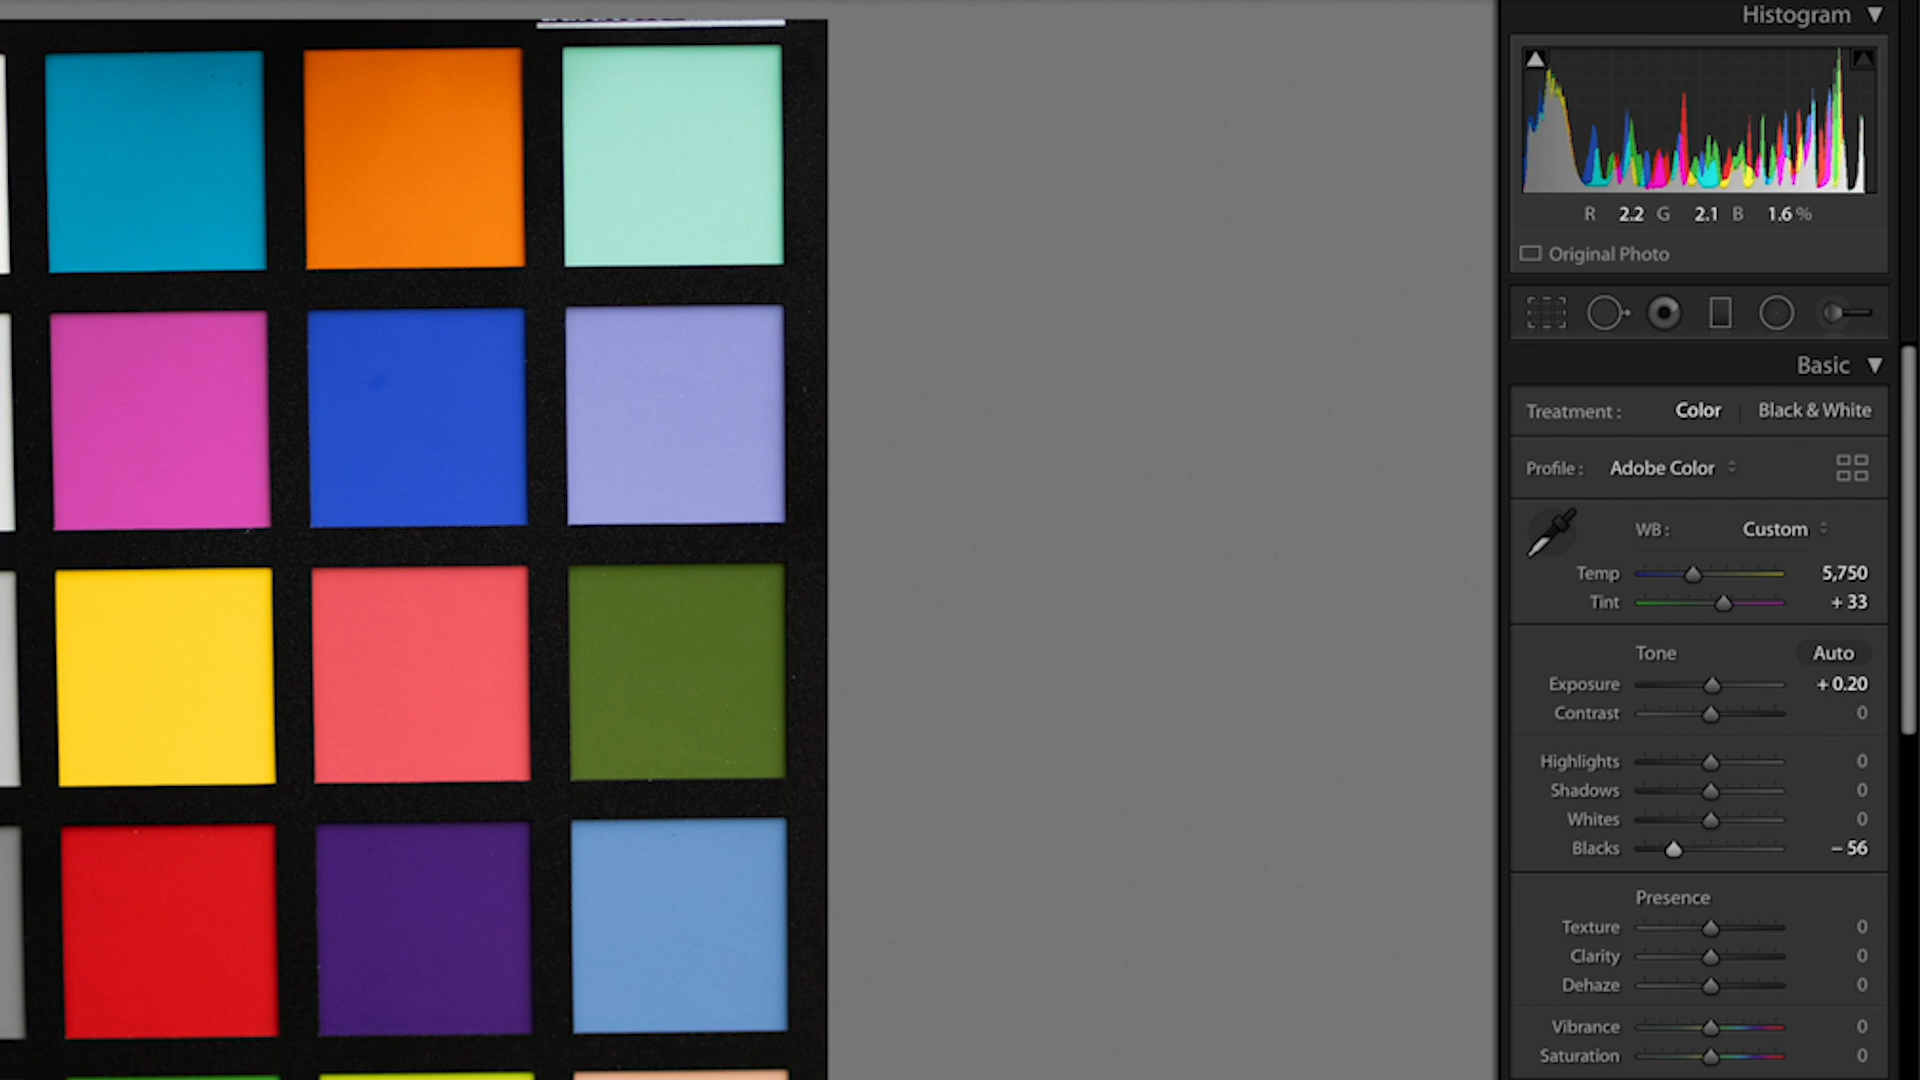 Histogram
R 2.2 G 2.1 B 1.6 %
Original Photo
Basic
Treatment : Color Black & White
Profile : Adobe Color
WB : Custom
Temp 5,750
Tint + 33
Tone Auto
Exposure + 0.20
Contrast 0
Highlights 0
Shadows 0
Whites 0
Blacks – 56
Presence
Texture 0
Clarity 0
Dehaze 0
Vibrance 0
Saturation 0